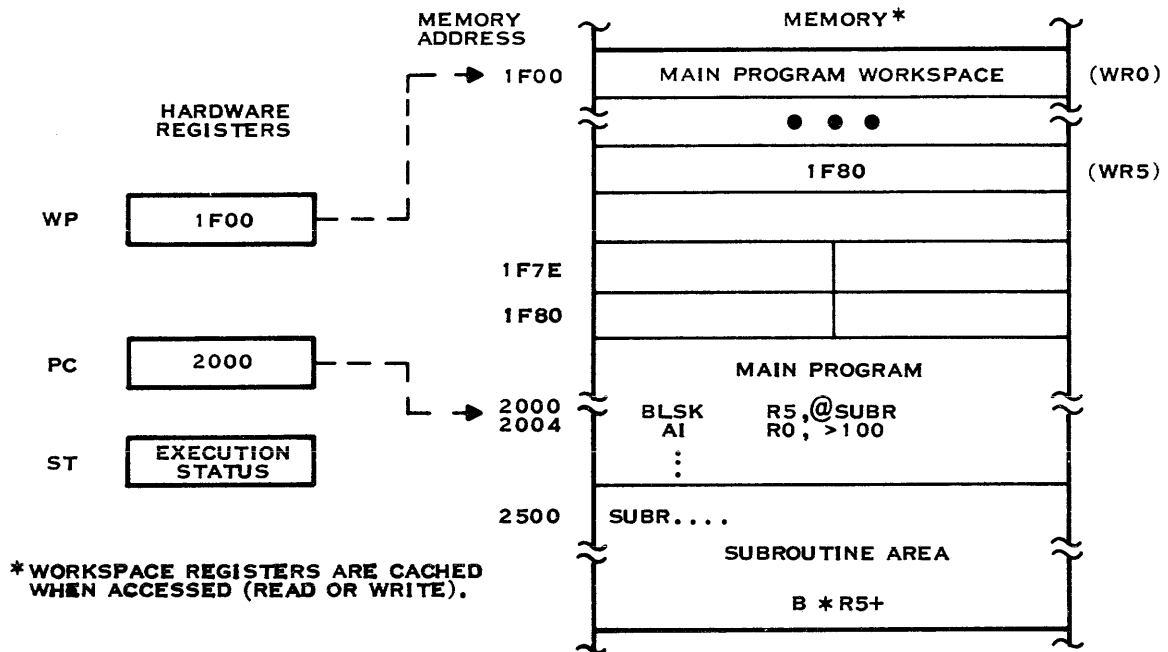 MEMORY
ADDRESS
MEMORY*
1F00
MAIN PROGRAM WORKSPACE
(WR0)
HARDWARE
REGISTERS
● ● ●
1F80
(WR5)
WP
1F00
1F7E
1F80
PC
2000
MAIN PROGRAM
2000 BLSK R5,@SUBR
2004 AI R0, >100
ST
EXECUTION
STATUS
2500
SUBR....
SUBROUTINE AREA
*WORKSPACE REGISTERS ARE CACHED
WHEN ACCESSED (READ OR WRITE).
B *R5+